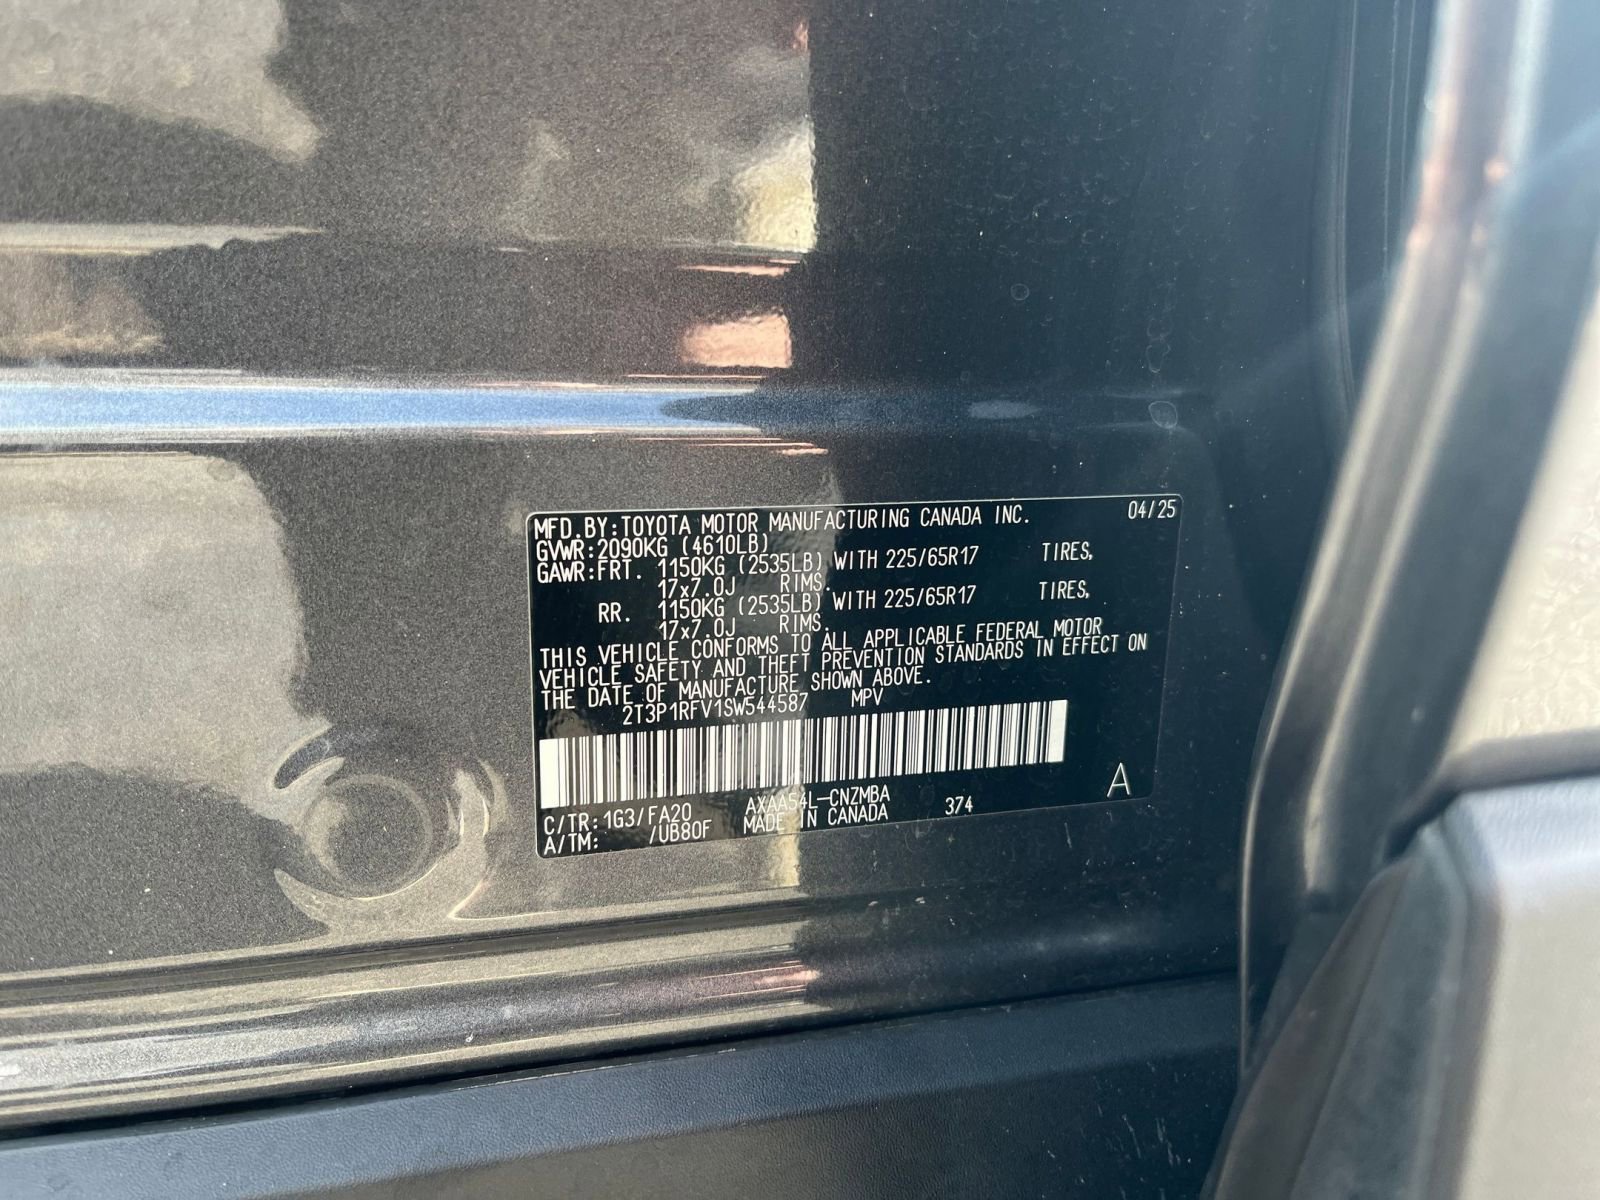 MFD.BY:TOYOTA MOTOR MANUFACTURING CANADA INC. 04/25
GVWR:2090KG (4610LB)
GAWR:FRT. 1150KG (2535LB) WITH 225/65R17 TIRES,
17x7.0J RIMS.
RR. 1150KG (2535LB) WITH 225/65R17 TIRES,
17x7.0J RIMS.
THIS VEHICLE CONFORMS TO ALL APPLICABLE FEDERAL MOTOR
VEHICLE SAFETY AND THEFT PREVENTION STANDARDS IN EFFECT ON
THE DATE OF MANUFACTURE SHOWN ABOVE.
2T3P1RFV1SW544587 MPV
C/TR:1G3/FA20 AXAA54L-CNZMBA 374 A
A/TM: /UB80F MADE IN CANADA